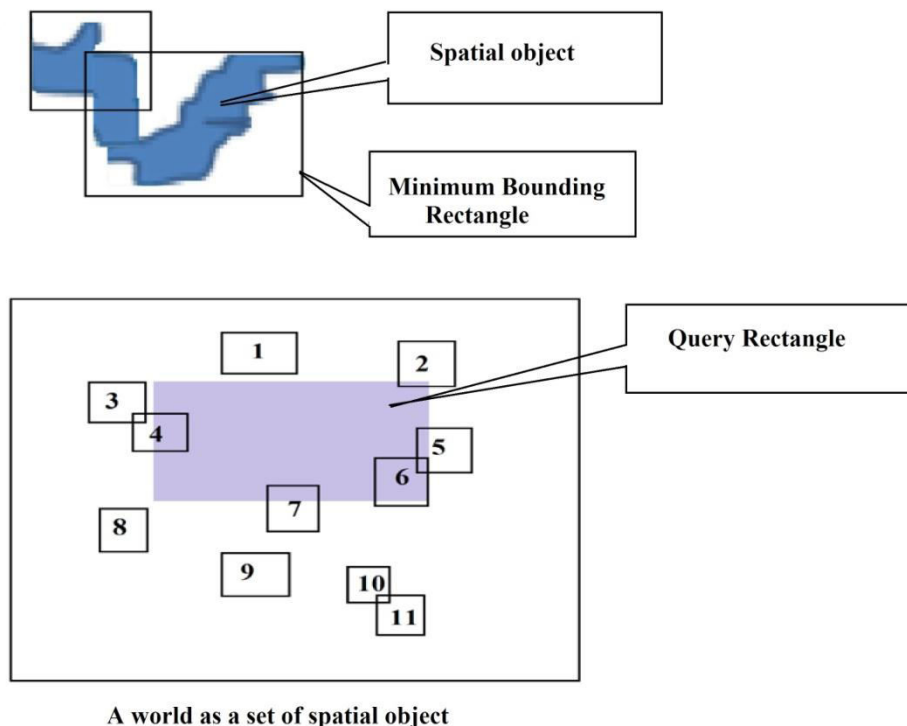 Spatial object
Minimum Bounding
Rectangle
Query Rectangle
1
2
3
4
5
6
7
8
9
10
11
A world as a set of spatial object